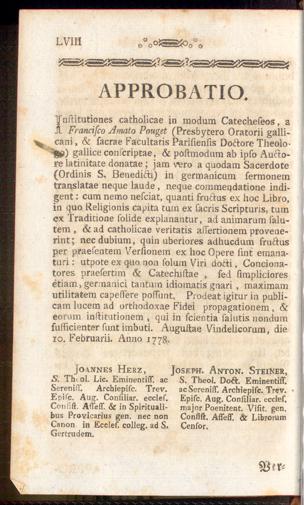 LVIII
APPROBATIO.
Institutiones catholicae in modum Catecheseos, a
Francisco Amato Pouget (Presbytero Oratorii galli-
cani, & sacrae Facultatis Parisiensis Doctore Theolo-
go) gallice conscriptae, & postmodum ab ipso Aucto-
re latinitate donatae; jam vero a quodam Sacerdote
(Ordinis S. Benedicti) in germanicum sermonem
translatae neque laude, neque commendatione indi-
gent: cum nemo nesciat, quanti fructus ex hoc Libro,
in quo Religionis capita tum ex sacris Scripturis, tum
ex Traditione solide explanantur, ad animarum salu-
tem, & ad catholicae veritatis assertionem provene-
rint; nec dubium, quin uberiores adhucdum fructus
per praesentem Versionem ex hoc Opere sint emana-
turi: utpote ex quo non solum Viri docti, Conciona-
tores praesertim & Catechistae, sed simpliciores
etiam, germanici tantum idiomatis gnari, maximam
utilitatem capessere possunt. Prodeat igitur in publi-
cam lucem ad orthodoxae Fidei propagationem, &
eorum institutionem, qui in scientia salutis nondum
sufficienter sunt imbuti. Augustae Vindelicorum, die
10. Februarii. Anno 1778.
JOANNES HERZ,
S. Theol. Lic. Eminentiss. ac
Sereniss. Archiepisc. Trev.
Episc. Aug. Consiliar. eccles.
Consist. Assess. & in Spirituali-
bus Provicarius gen. nec non
Canon in Eccles. colleg. ad S.
Gertrudem.
JOSEPH. ANTON. STEINER,
S. Theol. Doct. Eminentiss.
ac Sereniss. Archiepisc. Trev.
Episc. Aug. Consiliar. eccles.
major Poenitent. Visit. gen.
Consist. Assess. & Librorum
Censor.
Ver-